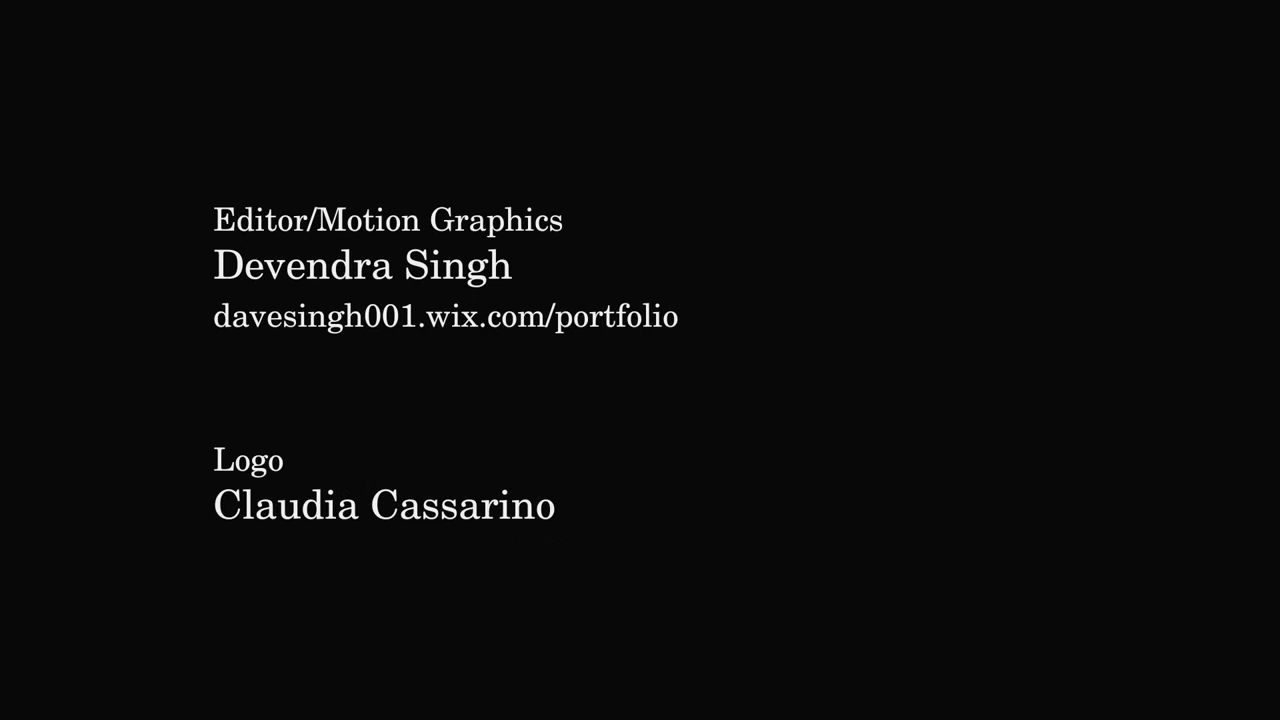 Editor/Motion Graphics
Devendra Singh
davesingh001.wix.com/portfolio
Logo
Claudia Cassarino